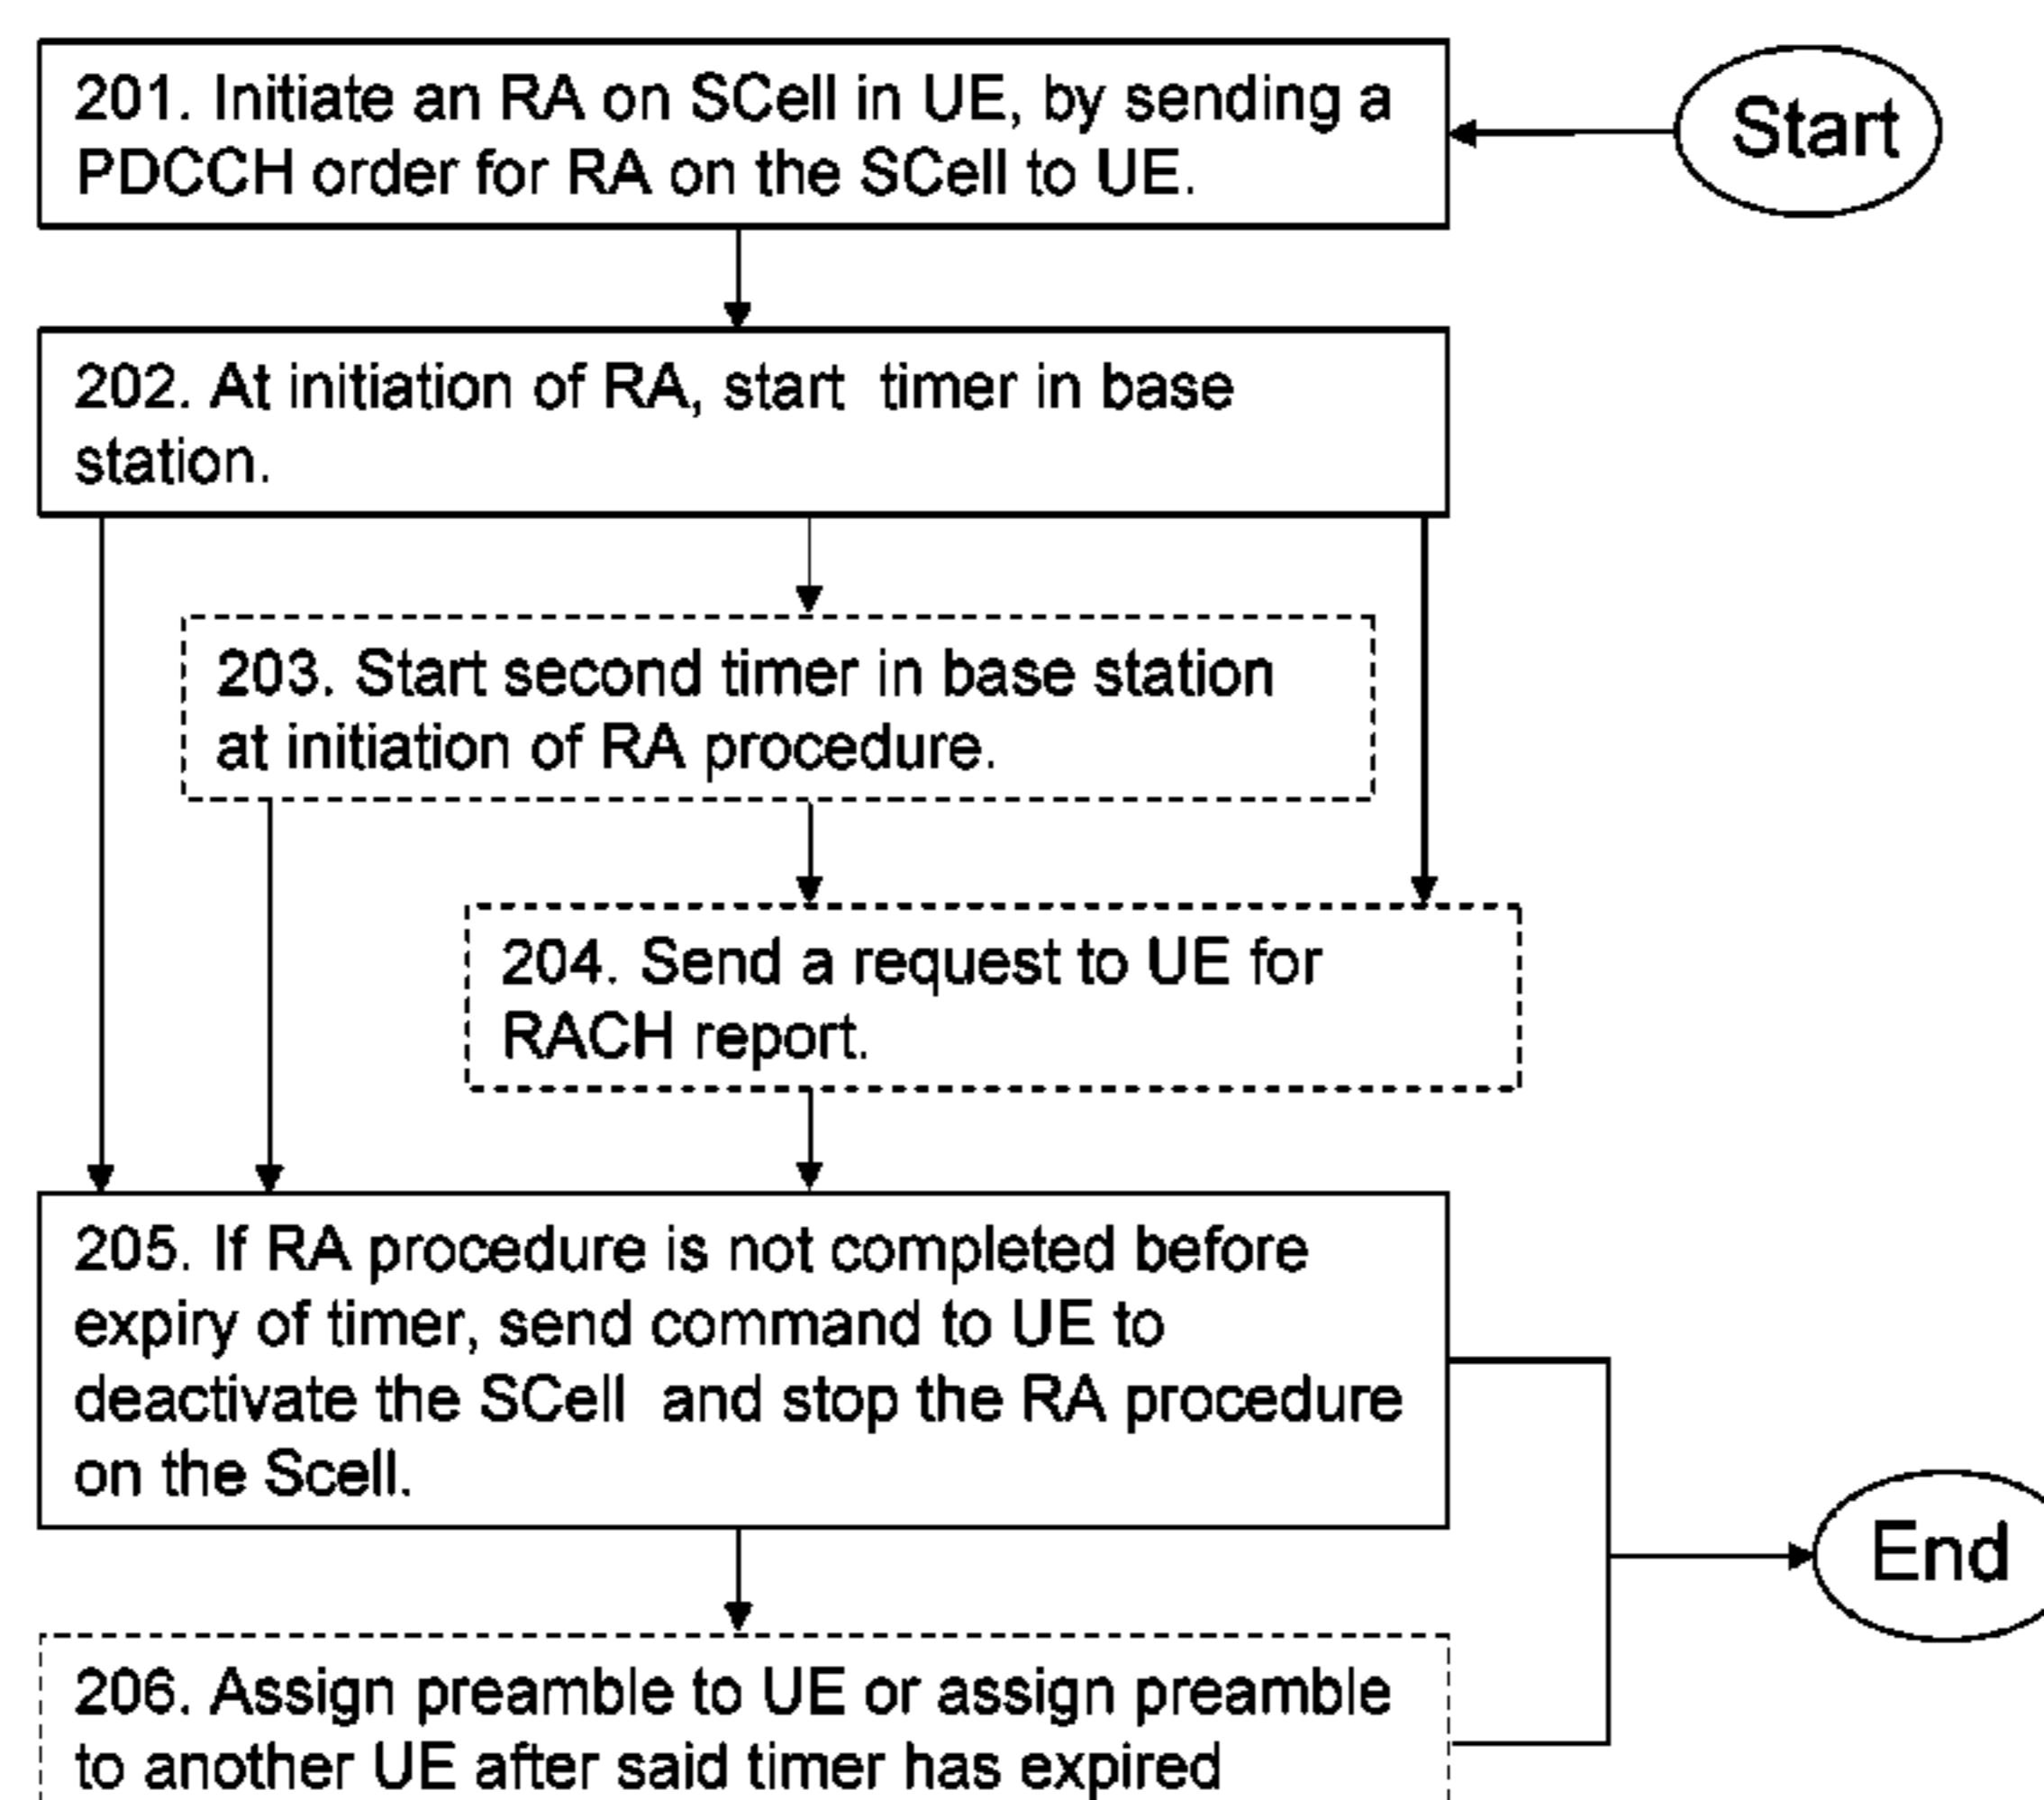 201. Initiate an RA on SCell in UE, by sending a
PDCCH order for RA on the SCell to UE.
Start
202. At initiation of RA, start  timer in base
station.
203. Start second timer in base station
at initiation of RA procedure.
204. Send a request to UE for
RACH report.
205. If RA procedure is not completed before
expiry of timer, send command to UE to
deactivate the SCell  and stop the RA procedure
on the Scell.
End
206. Assign preamble to UE or assign preamble
to another UE after said timer has expired